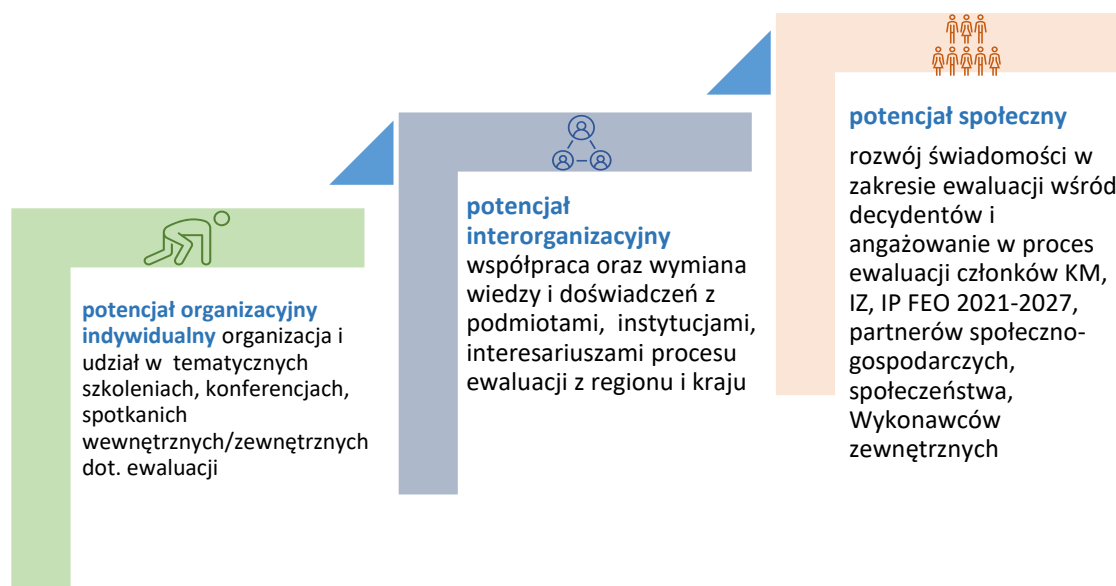 potencjał organizacyjny
indywidualny organizacja i
udział w tematycznych
szkoleniach, konferencjach,
spotkanich
wewnętrznych/zewnętrznych
dot. ewaluacji
potencjał
interorganizacyjny
współpraca oraz wymiana
wiedzy i doświadczeń z
podmiotami, instytucjami,
interesariuszami procesu
ewaluacji z regionu i kraju
potencjał społeczny
rozwój świadomości w
zakresie ewaluacji wśród
decydentów i
angażowanie w proces
ewaluacji członków KM,
IZ, IP FEO 2021-2027,
partnerów społeczno-
gospodarczych,
społeczeństwa,
Wykonawców
zewnętrznych